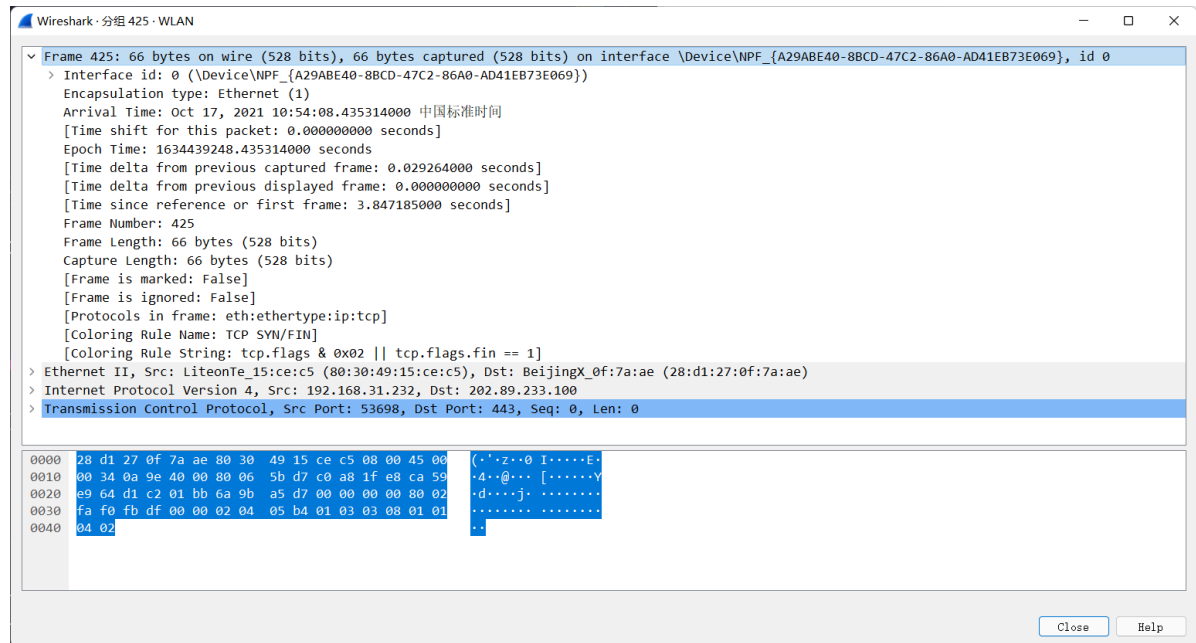 Wireshark · 分组 425 · WLAN
Frame 425: 66 bytes on wire (528 bits), 66 bytes captured (528 bits) on interface \Device\NPF_{A29ABE40-8BCD-47C2-86A0-AD41EB73E069}, id 0
Interface id: 0 (\Device\NPF_{A29ABE40-8BCD-47C2-86A0-AD41EB73E069})
Encapsulation type: Ethernet (1)
Arrival Time: Oct 17, 2021 10:54:08.435314000 中国标准时间
[Time shift for this packet: 0.000000000 seconds]
Epoch Time: 1634439248.435314000 seconds
[Time delta from previous captured frame: 0.029264000 seconds]
[Time delta from previous displayed frame: 0.000000000 seconds]
[Time since reference or first frame: 3.847185000 seconds]
Frame Number: 425
Frame Length: 66 bytes (528 bits)
Capture Length: 66 bytes (528 bits)
[Frame is marked: False]
[Frame is ignored: False]
[Protocols in frame: eth:ethertype:ip:tcp]
[Coloring Rule Name: TCP SYN/FIN]
[Coloring Rule String: tcp.flags & 0x02 || tcp.flags.fin == 1]
Ethernet II, Src: LiteonTe_15:ce:c5 (80:30:49:15:ce:c5), Dst: BeijingX_0f:7a:ae (28:d1:27:0f:7a:ae)
Internet Protocol Version 4, Src: 192.168.31.232, Dst: 202.89.233.100
Transmission Control Protocol, Src Port: 53698, Dst Port: 443, Seq: 0, Len: 0
0000 28 d1 27 0f 7a ae 80 30 49 15 ce c5 08 00 45 00 (·'·z··0 I·····E·
0010 00 34 0a 9e 40 00 80 06 5b d7 c0 a8 1f e8 ca 59 ·4··@··· [······Y
0020 e9 64 d1 c2 01 bb 6a 9b a5 d7 00 00 00 00 80 02 ·d····j· ········
0030 fa f0 fb df 00 00 02 04 05 b4 01 03 03 08 01 01 ········ ········
0040 04 02 ··
Close Help